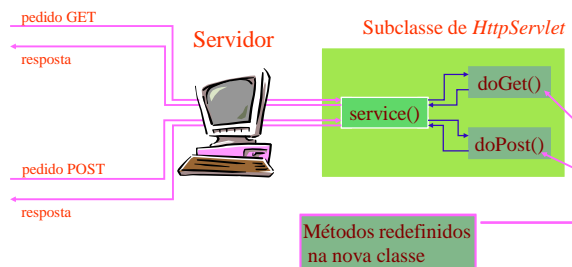 pedido GET
Servidor
Subclasse de HttpServlet
resposta
doGet()
service()
doPost()
pedido POST
resposta
Métodos redefinidos
na nova classe